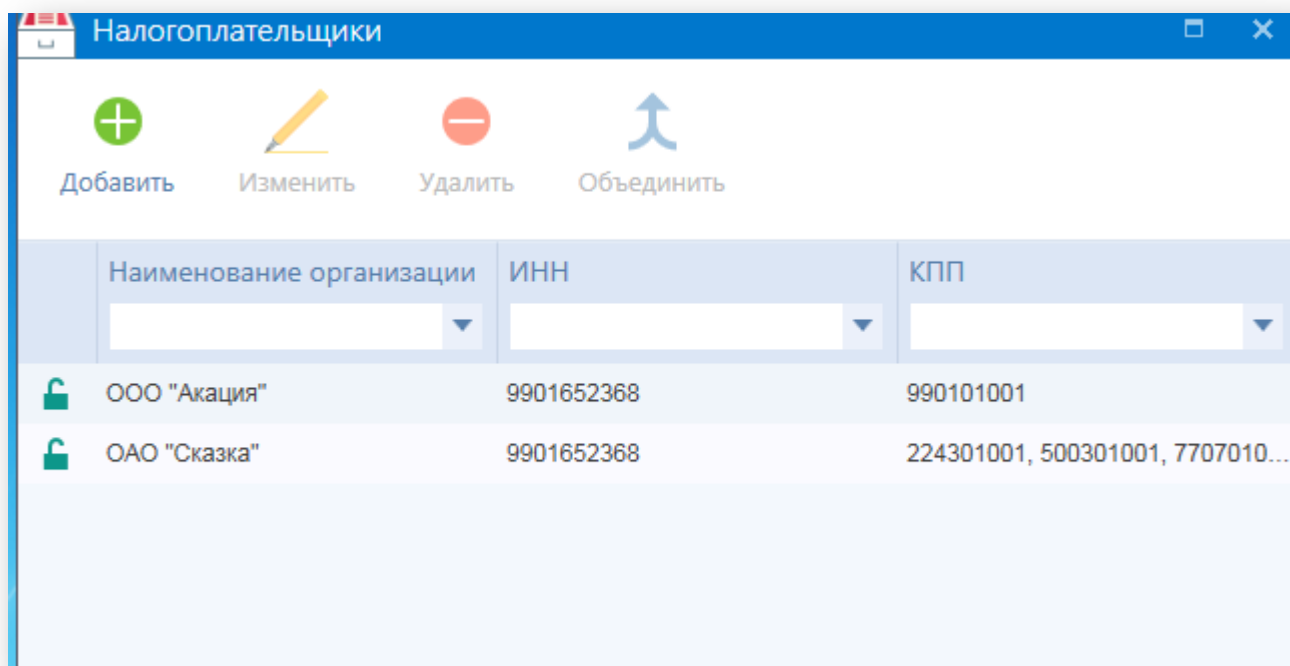 Налогоплательщики
Добавить Изменить Удалить Объединить
Наименование организации ИНН КПП
ООО "Акация" 9901652368 990101001
ОАО "Сказка" 9901652368 224301001, 500301001, 7707010...